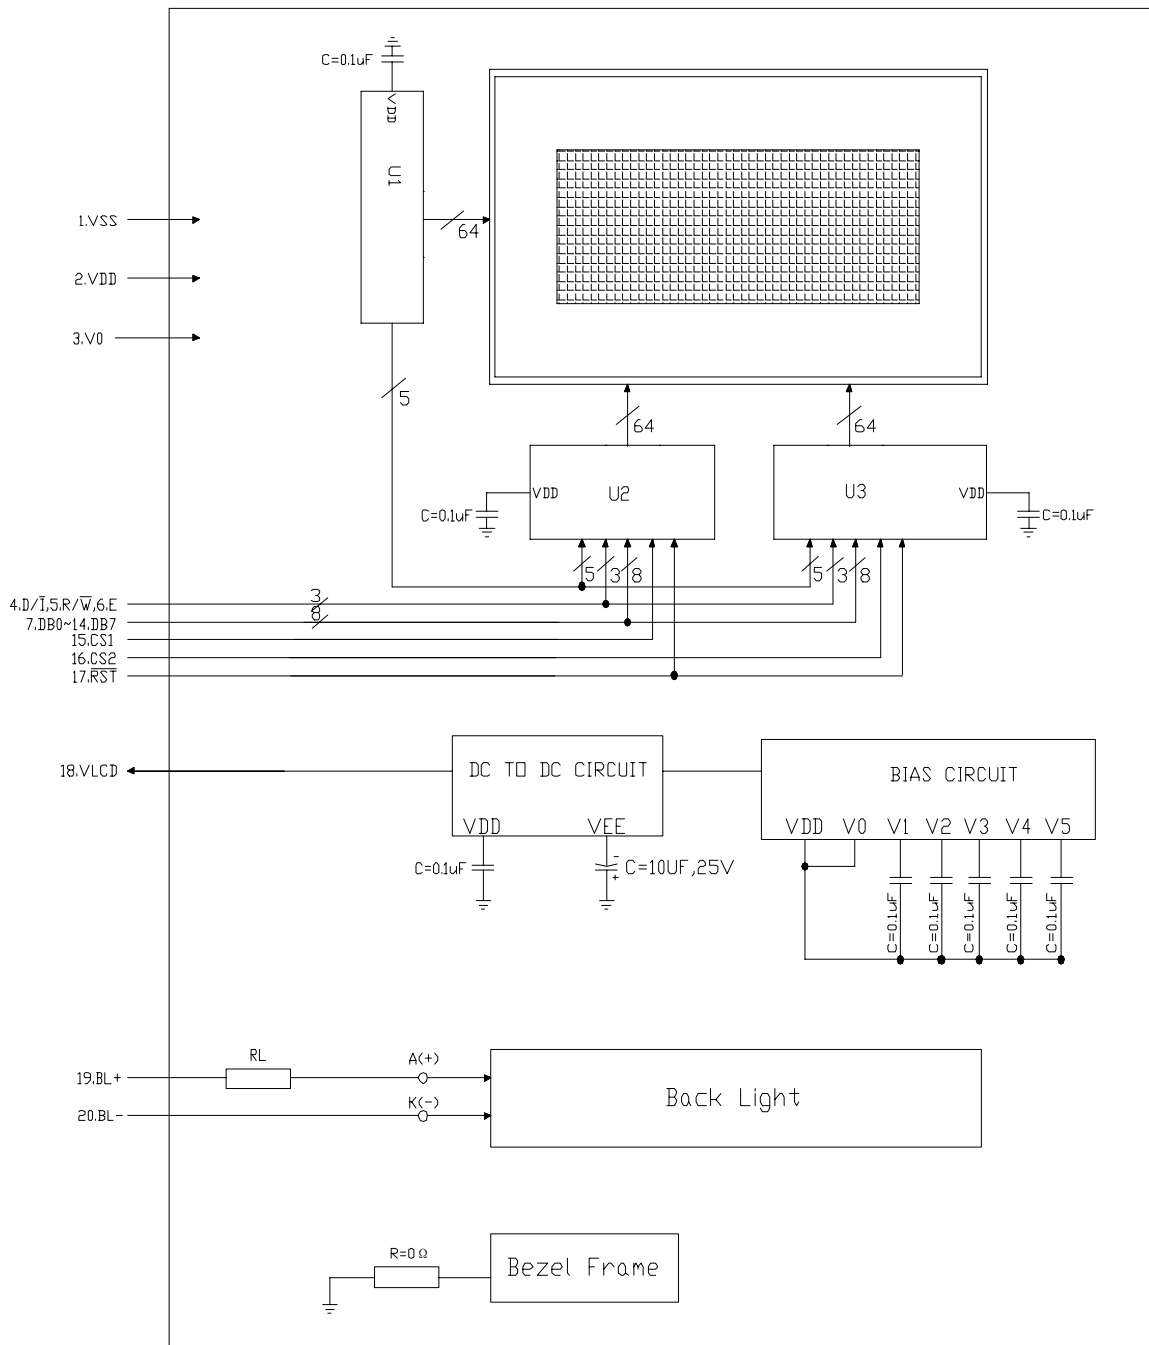 C=0.1uF
VDD
U1
1.VSS
64
2.VDD
3.V0
5
64
64
VDD
U2
U3
VDD
C=0.1uF
C=0.1uF
5
3
8
5
3
8
4.D/I̅,5.R/W̅,6.E
3
7.DB0~14.DB7
8
15.CS1
16.CS2
17.R̅S̅T̅
18.VLCD
DC TO DC CIRCUIT
BIAS CIRCUIT
VDD
VEE
VDD
V0
V1
V2
V3
V4
V5
C=0.1uF
-
+
C=10UF,25V
C=0.1uF
C=0.1uF
C=0.1uF
C=0.1uF
C=0.1uF
RL
A(+)
19.BL+
Back Light
K(-)
20.BL-
R=0Ω
Bezel Frame